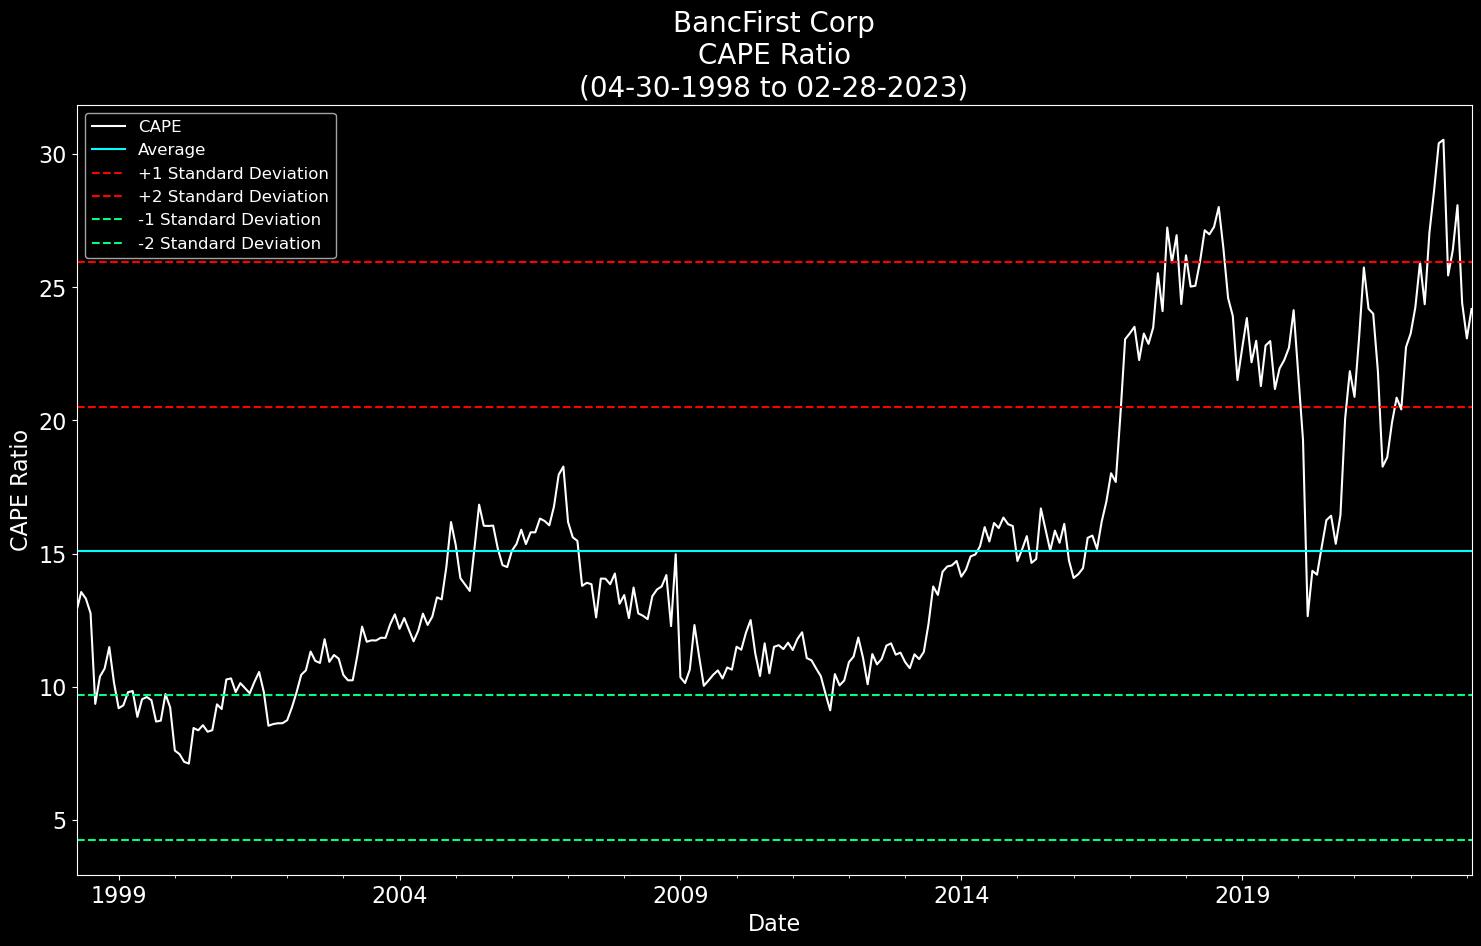 BancFirst Corp
CAPE Ratio
(04-30-1998 to 02-28-2023)
CAPE
Average
+1 Standard Deviation
+2 Standard Deviation
-1 Standard Deviation
-2 Standard Deviation
30
25
20
15
10
5
CAPE Ratio
1999
2004
2009
2014
2019
Date